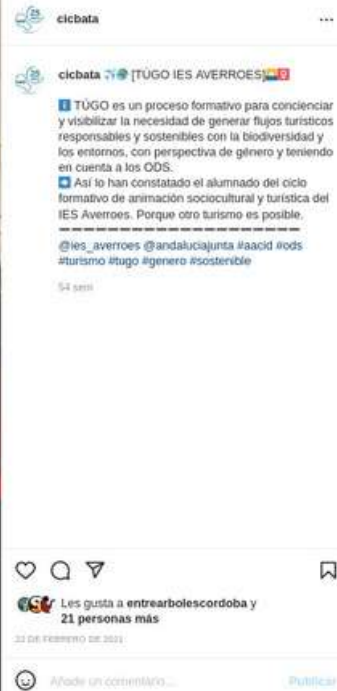 cicbata
cicbata ✈️🌍 [TÚGO IES AVERROES]🌅🚺
ℹ️ TÚGO es un proceso formativo para concienciar
y visibilizar la necesidad de generar flujos turísticos
responsables y sostenibles con la biodiversidad y
los entornos, con perspectiva de género y teniendo
en cuenta a los ODS.
➡️ Así lo han constatado el alumnado del ciclo
formativo de animación sociocultural y turística del
IES Averroes. Porque otro turismo es posible.
@ies_averroes @andaluciajunta #aacid #ods
#turismo #tugo #genero #sostenible
54 sem
Les gusta a entrearbolescordoba y
21 personas más
22 DE FEBRERO DE 2021
Añade un comentario...
Publicar